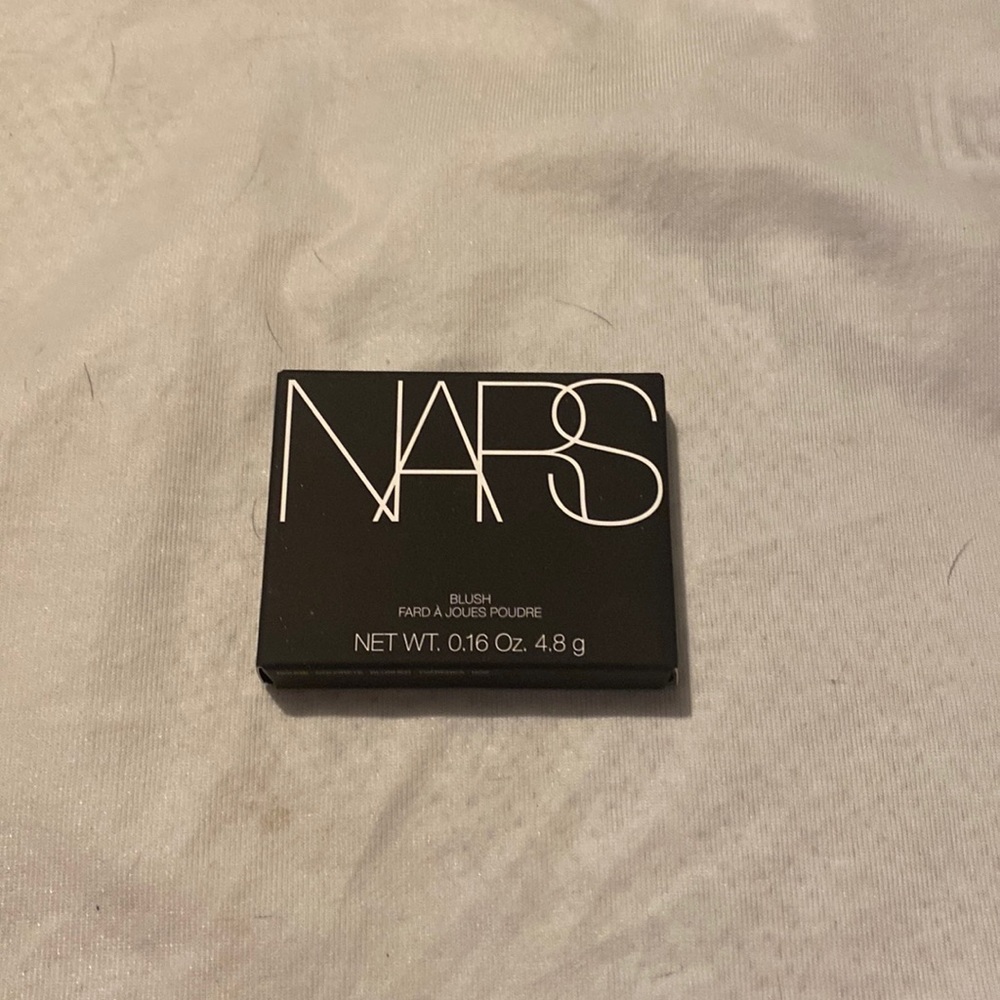 NARS
BLUSH
FARD À JOUES POUDRE
NET WT. 0.16 Oz. 4.8 g